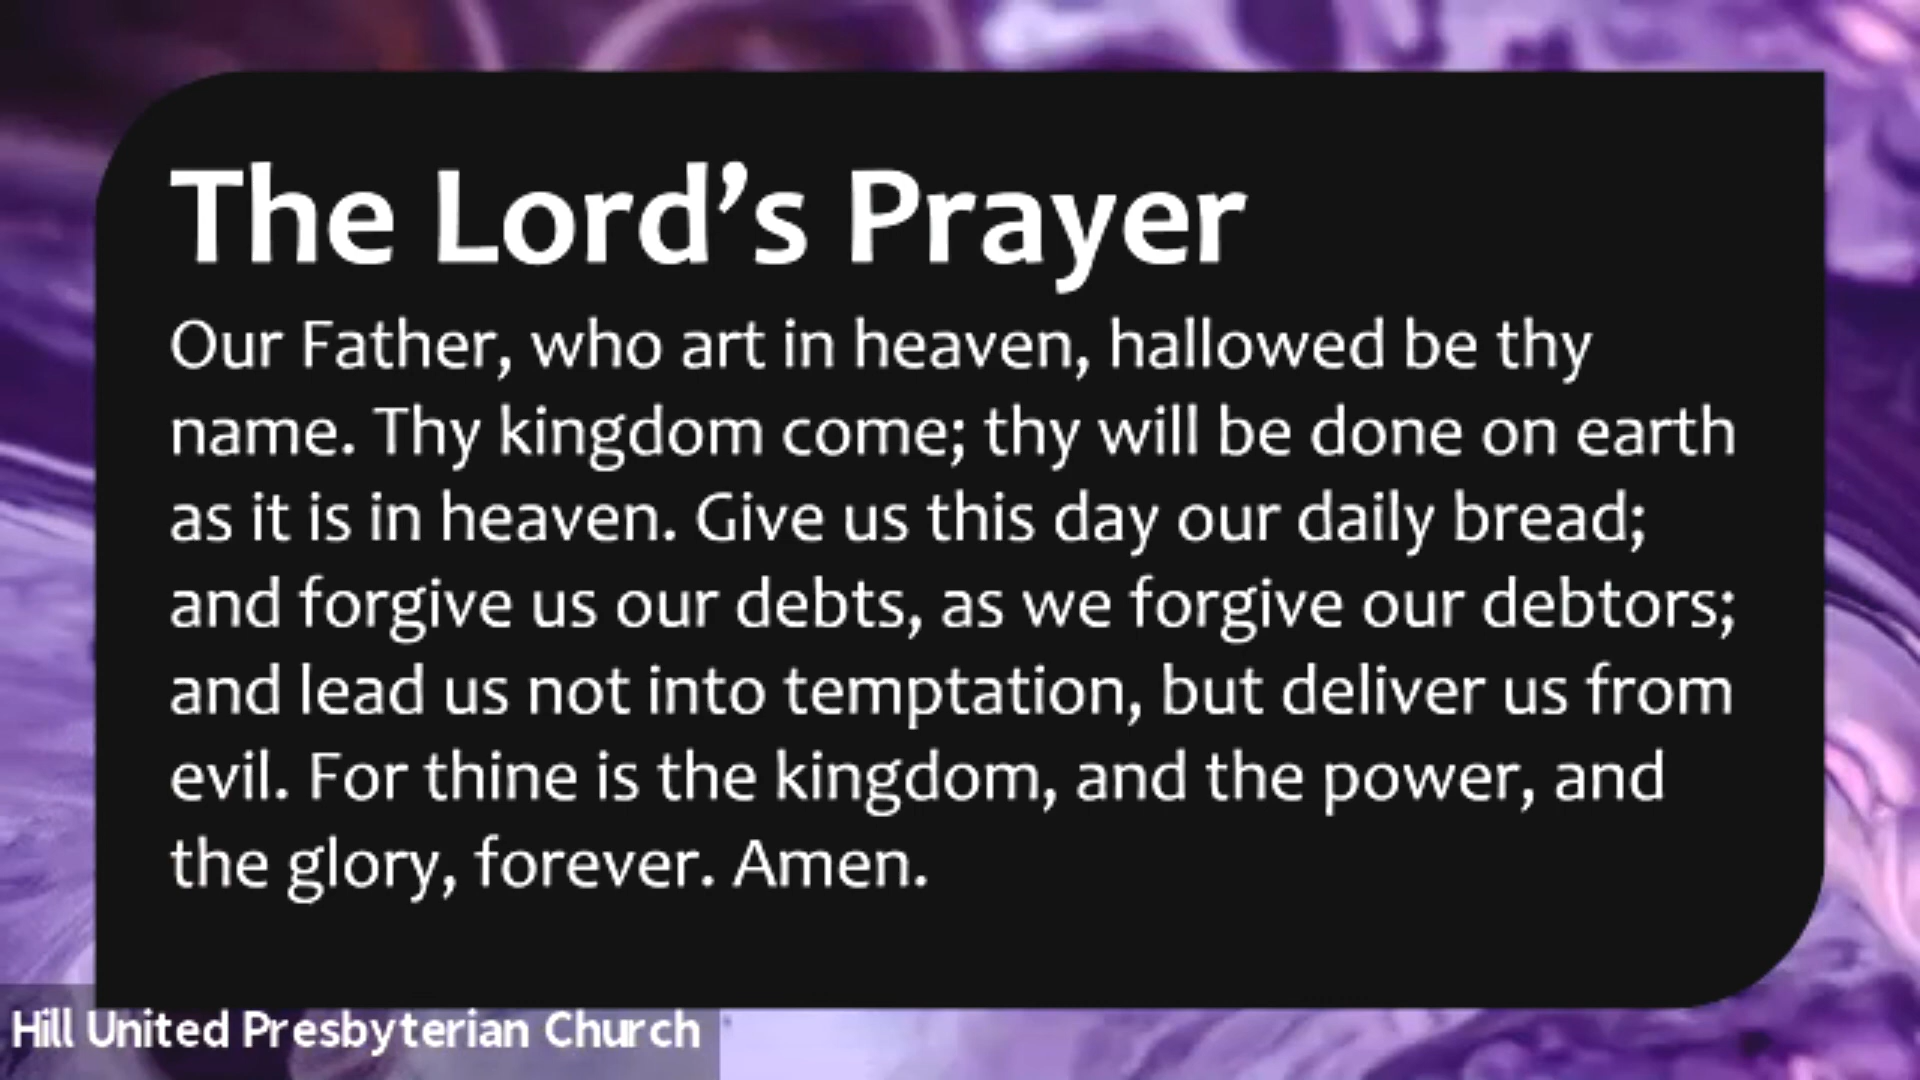 The Lord’s Prayer
Our Father, who art in heaven, hallowed be thy
name. Thy kingdom come; thy will be done on earth
as it is in heaven. Give us this day our daily bread;
and forgive us our debts, as we forgive our debtors;
and lead us not into temptation, but deliver us from
evil. For thine is the kingdom, and the power, and
the glory, forever. Amen.
Hill United Presbyterian Church